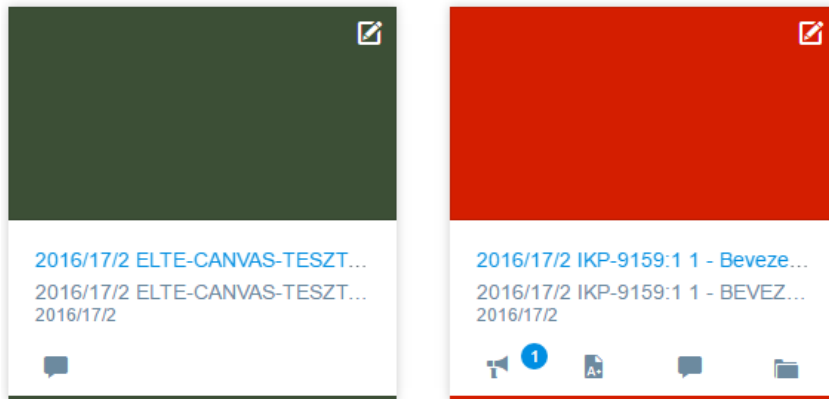 2016/17/2 ELTE-CANVAS-TESZT...
2016/17/2 ELTE-CANVAS-TESZT...
2016/17/2
2016/17/2 IKP-9159:1 1 - Beveze...
2016/17/2 IKP-9159:1 1 - BEVEZ...
2016/17/2
1
A+